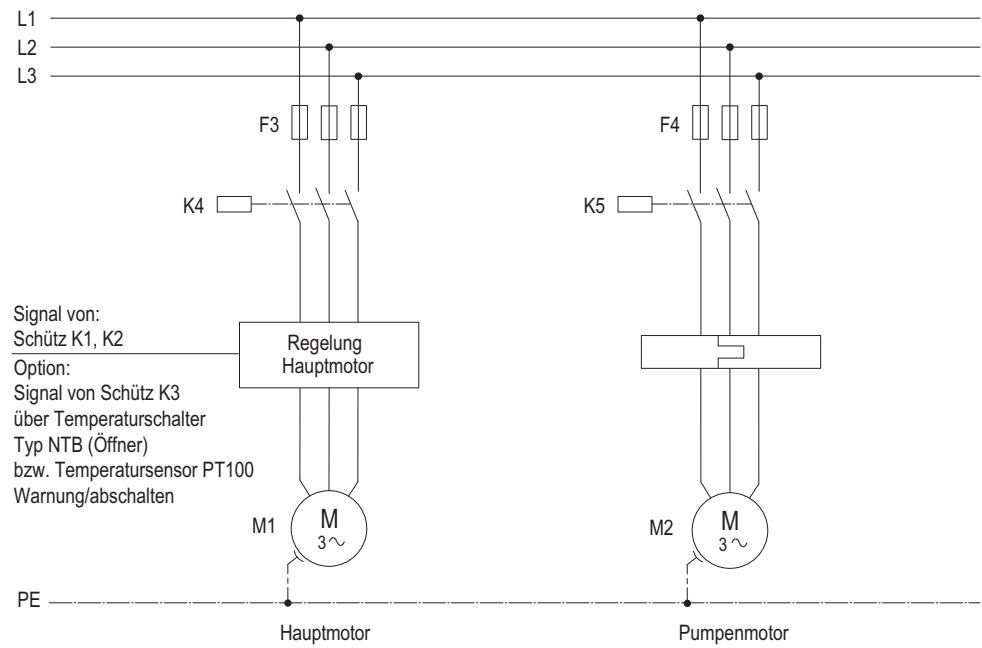 L1
L2
L3
F3
F4
K4
K5
Signal von:
Schütz K1, K2
Option:
Signal von Schütz K3
über Temperaturschalter
Typ NTB (Öffner)
bzw. Temperatursensor PT100
Warnung/abschalten
Regelung
Hauptmotor
M1
M
3~
M2
M
3~
PE
Hauptmotor
Pumpenmotor